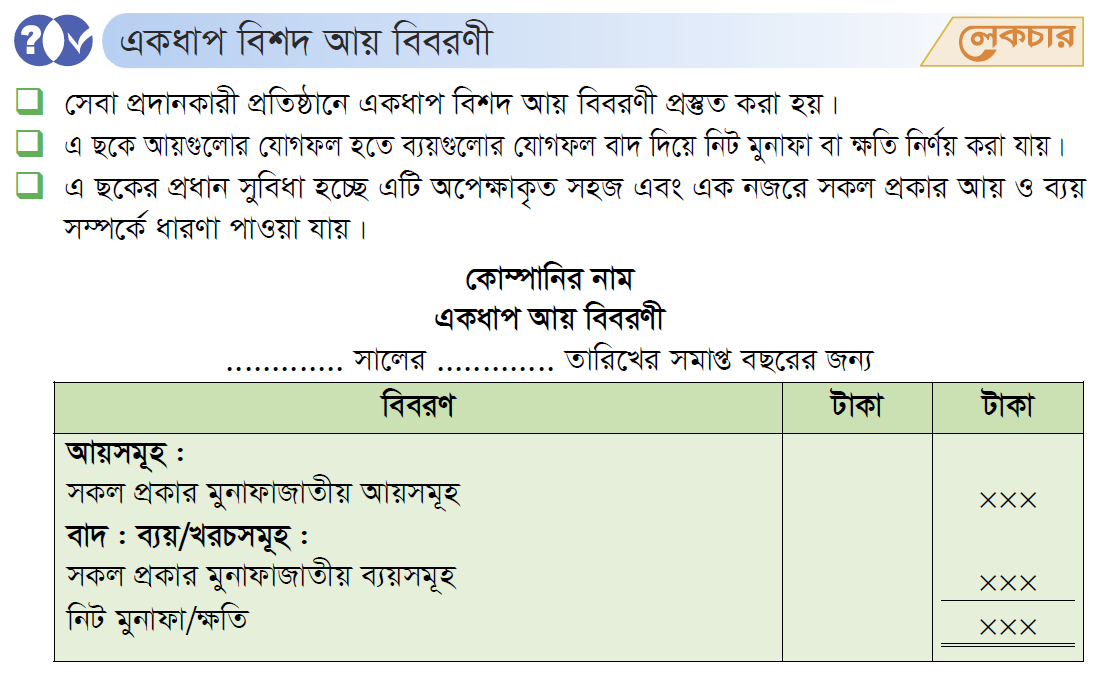 একধাপ বিশদ আয় বিবরণী
লেকচার
সেবা প্রদানকারী প্রতিষ্ঠানে একধাপ বিশদ আয় বিবরণী প্রস্তুত করা হয়।
এ ছকে আয়গুলোর যোগফল হতে ব্যয়গুলোর যোগফল বাদ দিয়ে নিট মুনাফা বা ক্ষতি নির্ণয় করা যায়।
এ ছকের প্রধান সুবিধা হচ্ছে এটি অপেক্ষাকৃত সহজ এবং এক নজরে সকল প্রকার আয় ও ব্যয়
সম্পর্কে ধারণা পাওয়া যায়।
কোম্পানির নাম
একধাপ আয় বিবরণী
............. সালের ............. তারিখের সমাপ্ত বছরের জন্য
বিবরণ টাকা টাকা
আয়সমূহ :
সকল প্রকার মুনাফাজাতীয় আয়সমূহ ×××
বাদ : ব্যয়/খরচসমূহ :
সকল প্রকার মুনাফাজাতীয় ব্যয়সমূহ ×××
নিট মুনাফা/ক্ষতি ×××